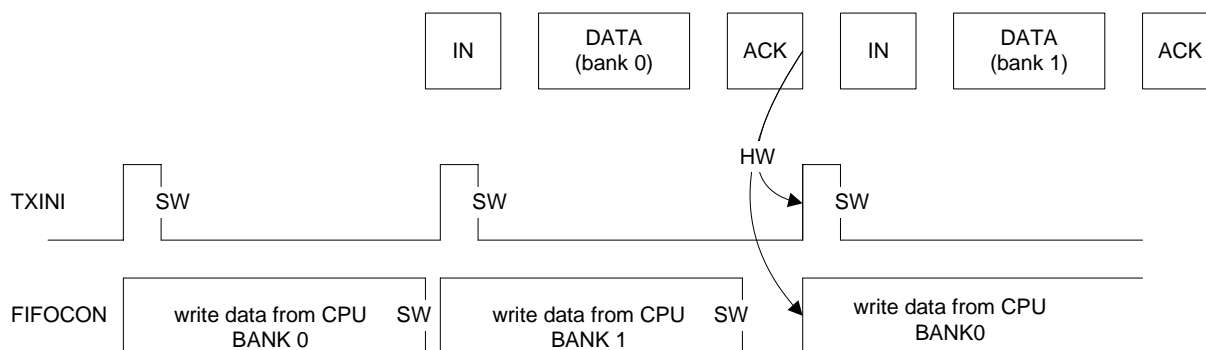 IN
DATA
(bank 0)
ACK
IN
DATA
(bank 1)
ACK
HW
TXINI
SW
SW
SW
FIFOCON
write data from CPU
BANK 0
SW
write data from CPU
BANK 1
SW
write data from CPU
BANK0